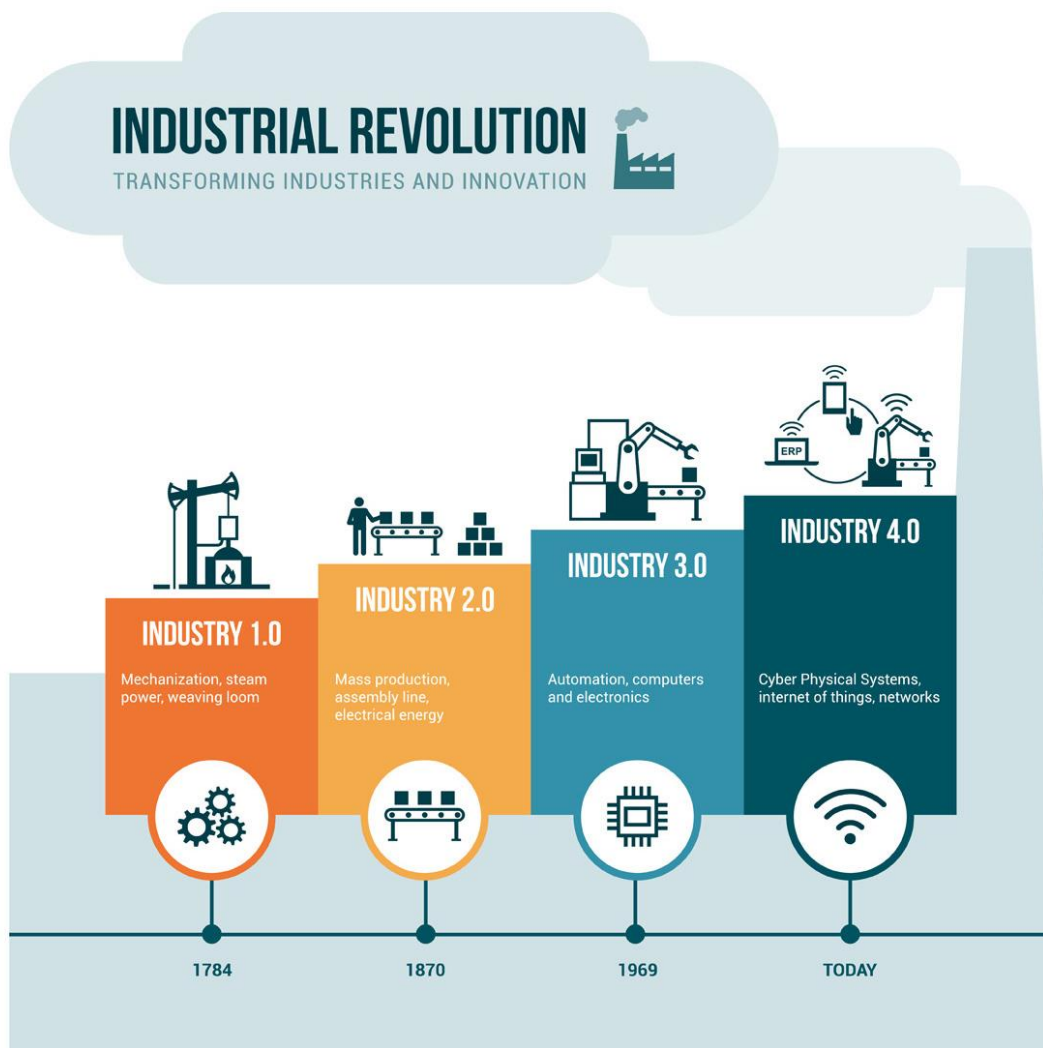 INDUSTRIAL REVOLUTION
TRANSFORMING INDUSTRIES AND INNOVATION
ERP
INDUSTRY 1.0
Mechanization, steam
power, weaving loom
INDUSTRY 2.0
Mass production,
assembly line,
electrical energy
INDUSTRY 3.0
Automation, computers
and electronics
INDUSTRY 4.0
Cyber Physical Systems,
internet of things, networks
1784
1870
1969
TODAY